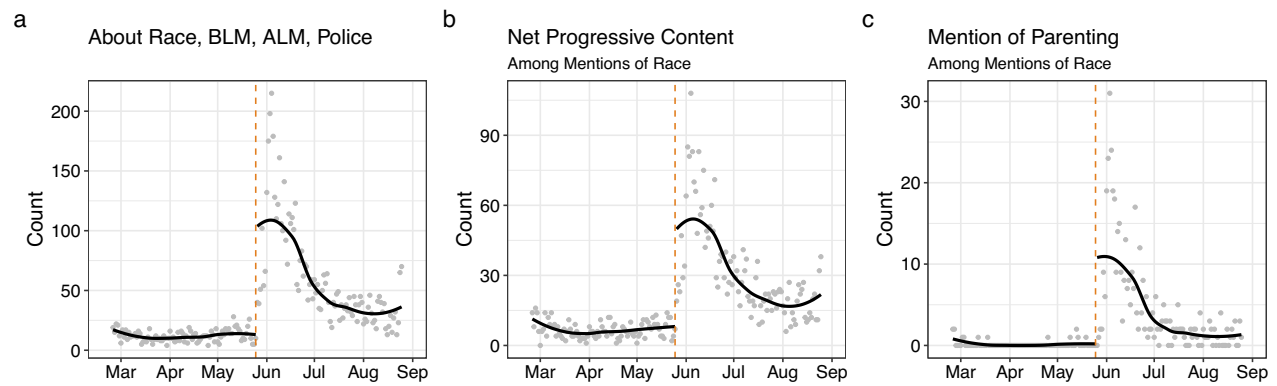 a
About Race, BLM, ALM, Police
Count
200
150
100
50
0
Mar Apr May Jun Jul Aug Sep
b
Net Progressive Content
Among Mentions of Race
Count
90
60
30
0
Mar Apr May Jun Jul Aug Sep
c
Mention of Parenting
Among Mentions of Race
Count
30
20
10
0
Mar Apr May Jun Jul Aug Sep